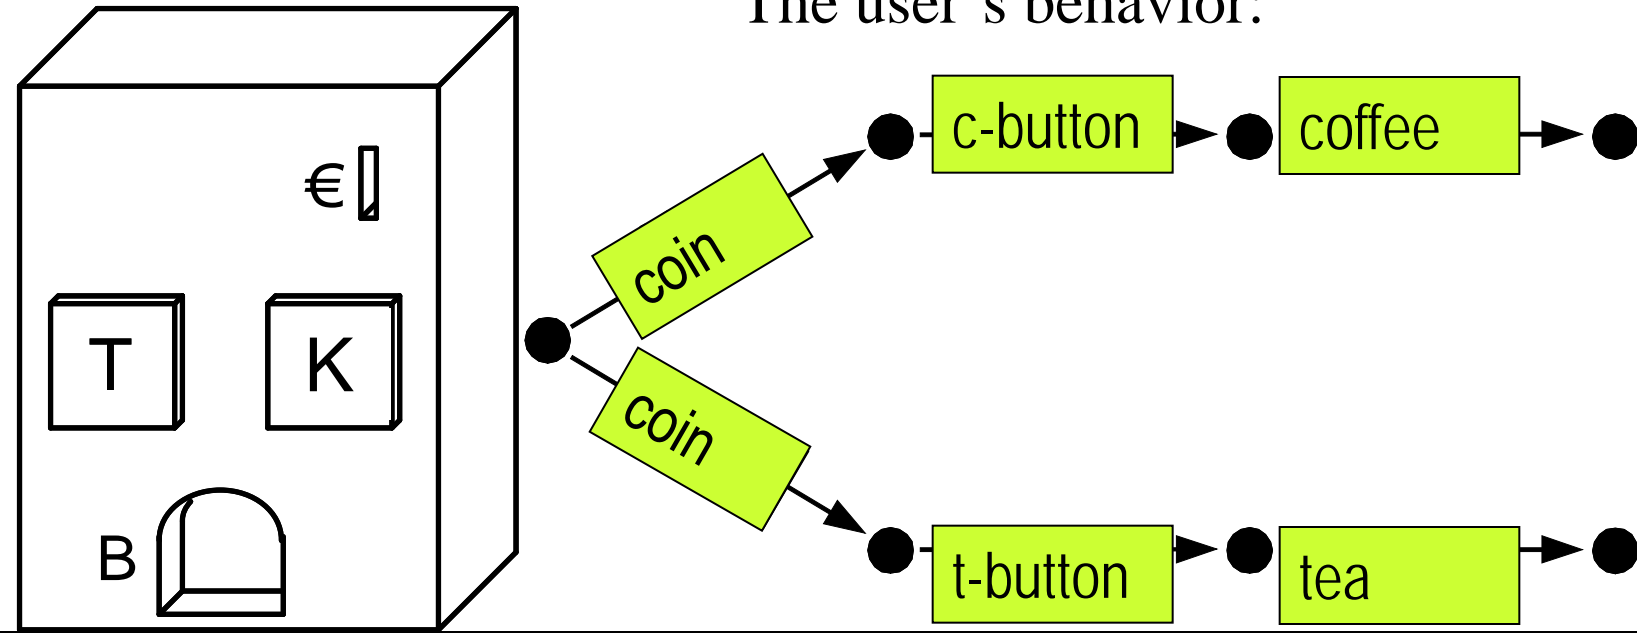 The user's behavior:
c-button
coffee
€
coin
T
K
coin
B
t-button
tea